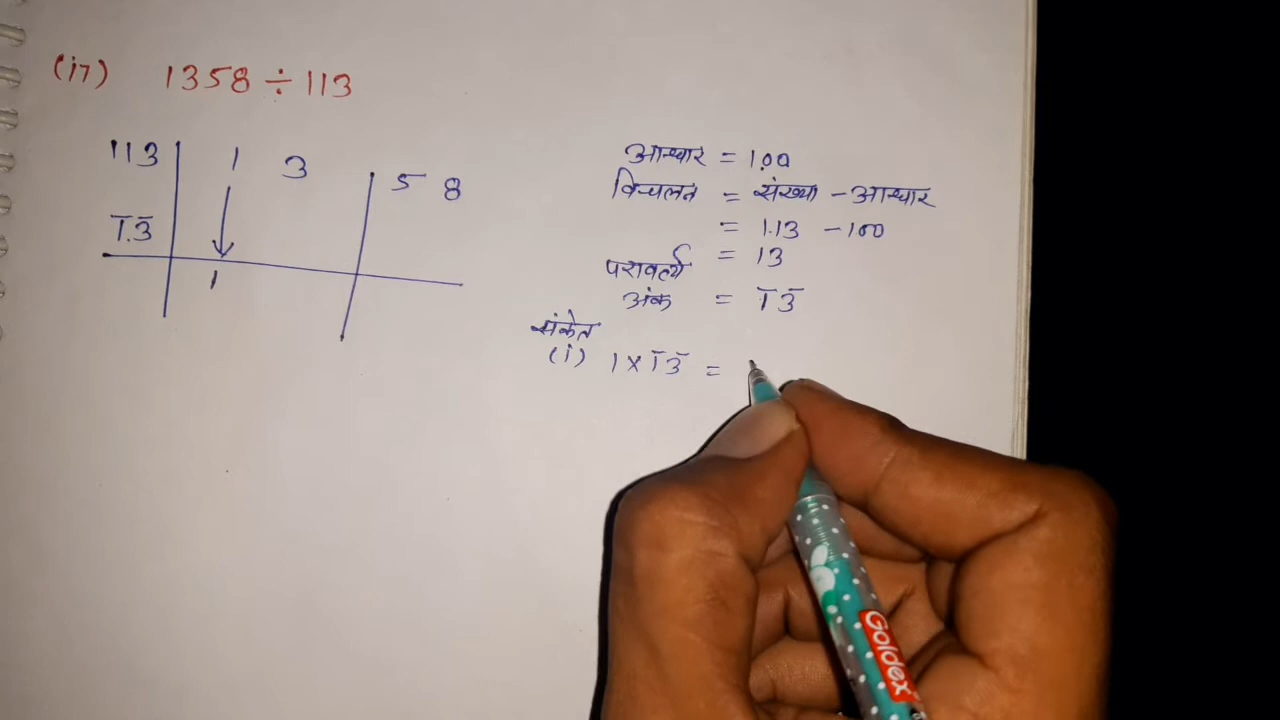 (iv) 1358 ÷ 113
113 1 3 5 8
1̅.3̅
1
आधार = 100
विचलन = संख्या - आधार
= 113 - 100
= 13
परावर्त्य
अंक = 1̅ 3̅
संकेत
(i) 1 × 1̅ 3̅ =
Goldex